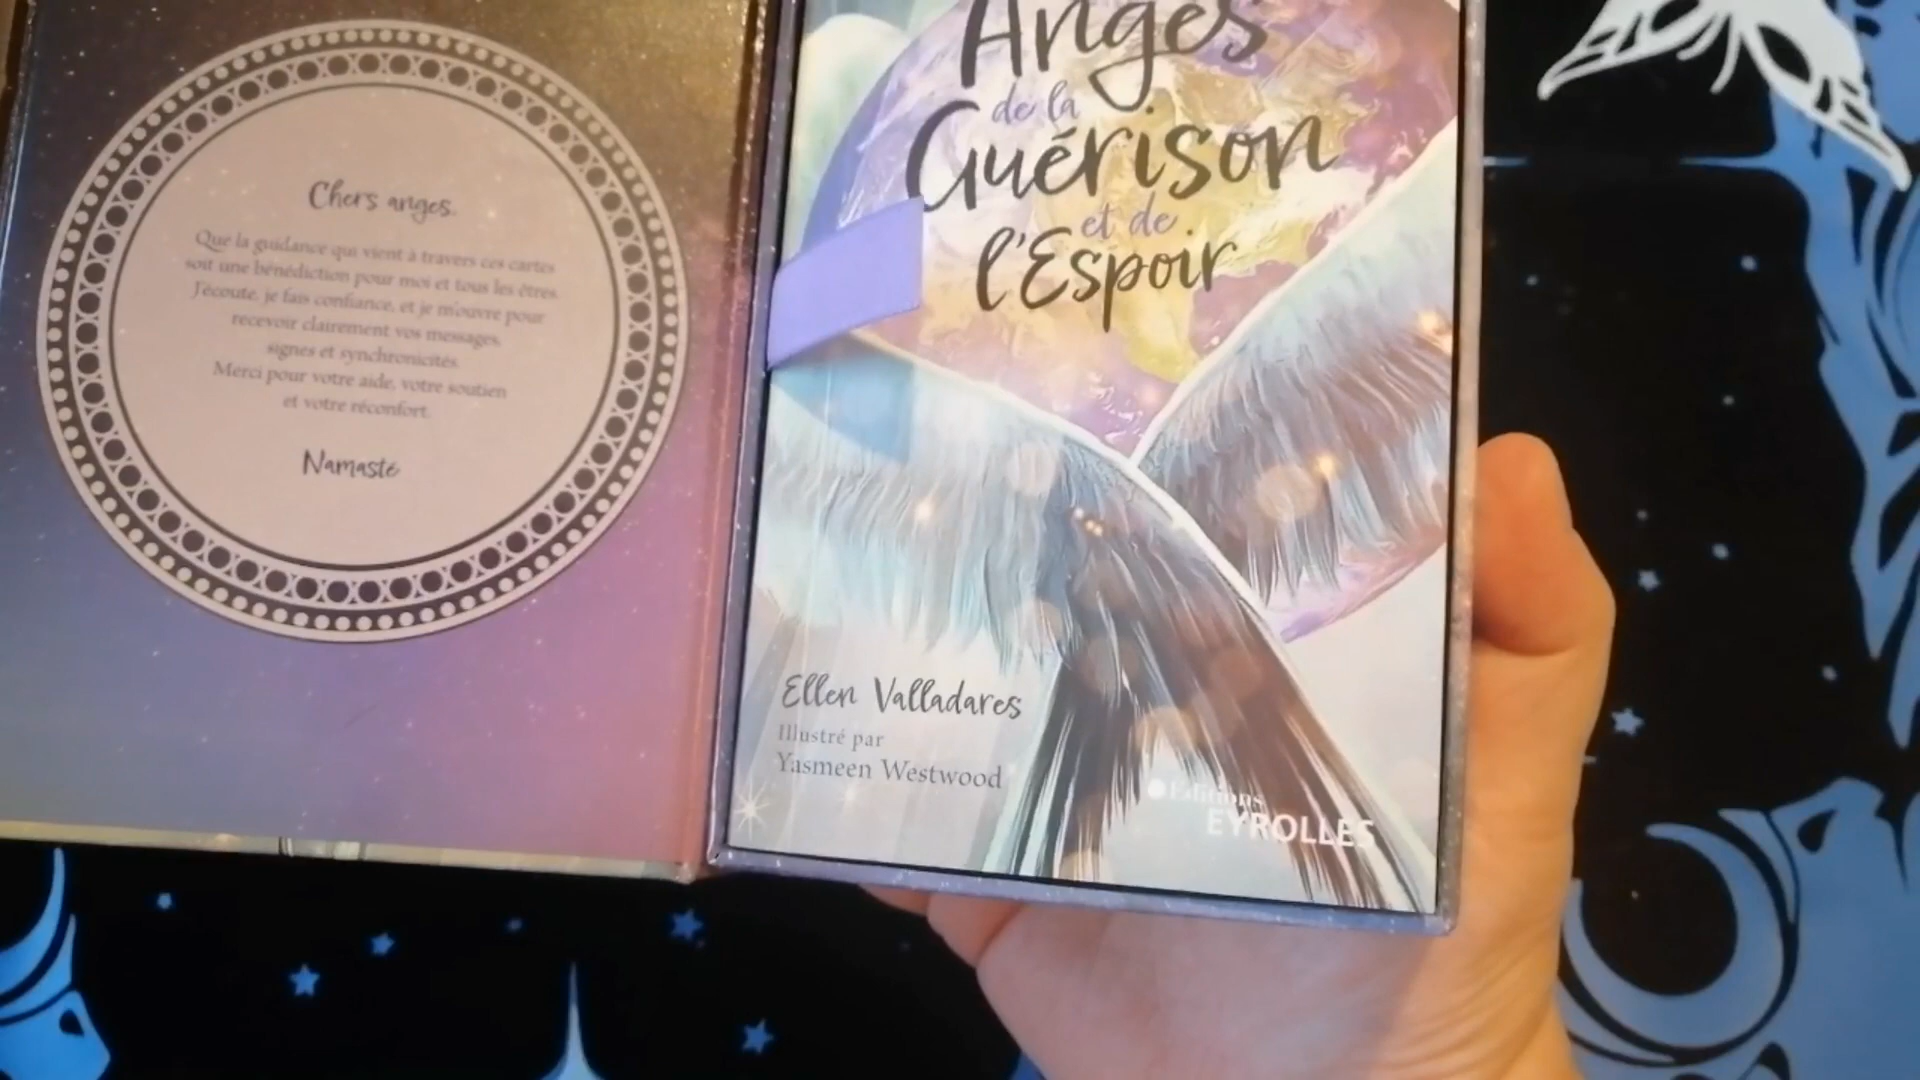 Chers anges,
Que la guidance qui vient à travers ces cartes
soit une bénédiction pour moi et tous les êtres.
J'écoute, je fais confiance, et je m'ouvre pour
recevoir clairement vos messages,
signes et synchronicités.
Merci pour votre aide, votre soutien
et votre réconfort.
Namasté
Anges
de la
Guérison
et de
l'Espoir
Ellen Valladares
Illustré par
Yasmeen Westwood
Editions
EYROLLES